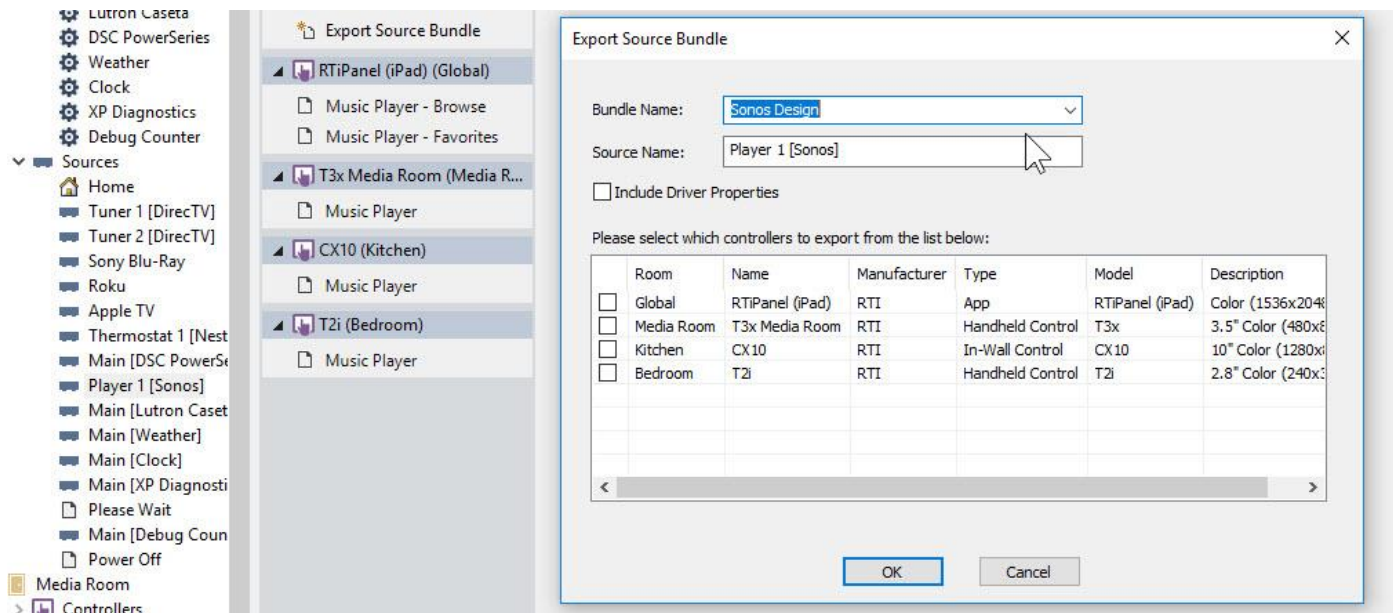 Lutron Caseta
DSC PowerSeries
Weather
Clock
XP Diagnostics
Debug Counter
Sources
Home
Tuner 1 [DirecTV]
Tuner 2 [DirecTV]
Sony Blu-Ray
Roku
Apple TV
Thermostat 1 [Nest
Main [DSC PowerSe
Player 1 [Sonos]
Main [Lutron Caset
Main [Weather]
Main [Clock]
Main [XP Diagnosti
Please Wait
Main [Debug Coun
Power Off
Media Room
Controllers
Export Source Bundle
RTiPanel (iPad) (Global)
Music Player - Browse
Music Player - Favorites
T3x Media Room (Media R...
Music Player
CX10 (Kitchen)
Music Player
T2i (Bedroom)
Music Player
Export Source Bundle
Bundle Name: Sonos Design
Source Name: Player 1 [Sonos]
Include Driver Properties
Please select which controllers to export from the list below:
Room Name Manufacturer Type Model Description
Global RTiPanel (iPad) RTI App RTiPanel (iPad) Color (1536x2048
Media Room T3x Media Room RTI Handheld Control T3x 3.5" Color (480x8
Kitchen CX10 RTI In-Wall Control CX10 10" Color (1280x8
Bedroom T2i RTI Handheld Control T2i 2.8" Color (240x3
OK Cancel